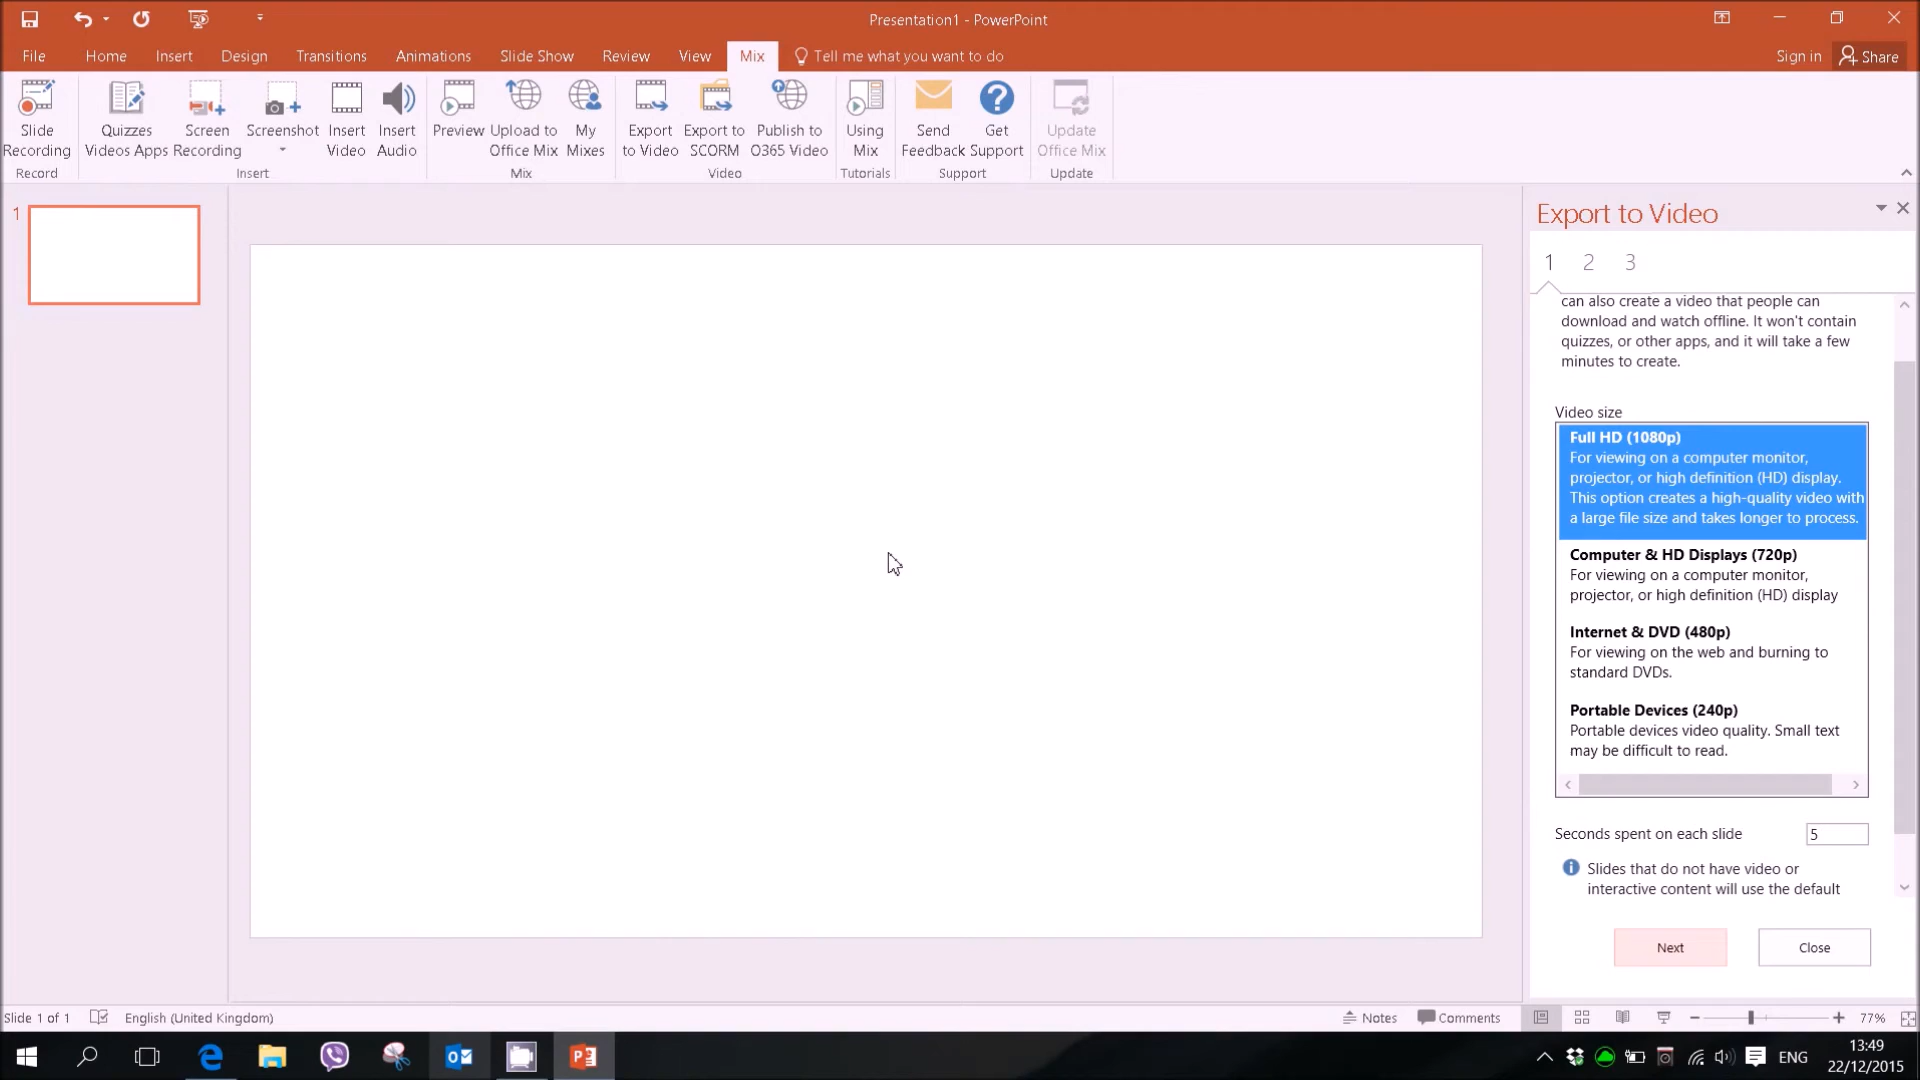 Presentation1 - PowerPoint
File
Home
Insert
Design
Transitions
Animations
Slide Show
Review
View
Mix
Tell me what you want to do
Sign in
Share
Slide
Recording
Quizzes
Videos Apps
Screen
Recording
Screenshot
Insert
Video
Insert
Audio
Preview
Upload to
Office Mix
My
Mixes
Export
to Video
Export to
SCORM
Publish to
O365 Video
Using
Mix
Send
Feedback
Get
Support
Update
Office Mix
Record
Insert
Mix
Video
Tutorials
Support
Update
1
Export to Video
1 2 3
can also create a video that people can
download and watch offline. It won't contain
quizzes, or other apps, and it will take a few
minutes to create.
Video size
Full HD (1080p)
For viewing on a computer monitor,
projector, or high definition (HD) display.
This option creates a high-quality video with
a large file size and takes longer to process.
Computer & HD Displays (720p)
For viewing on a computer monitor,
projector, or high definition (HD) display
Internet & DVD (480p)
For viewing on the web and burning to
standard DVDs.
Portable Devices (240p)
Portable devices video quality. Small text
may be difficult to read.
Seconds spent on each slide 5
Slides that do not have video or
interactive content will use the default
Next
Close
Slide 1 of 1
English (United Kingdom)
Notes
Comments
77%
ENG
13:49
22/12/2015